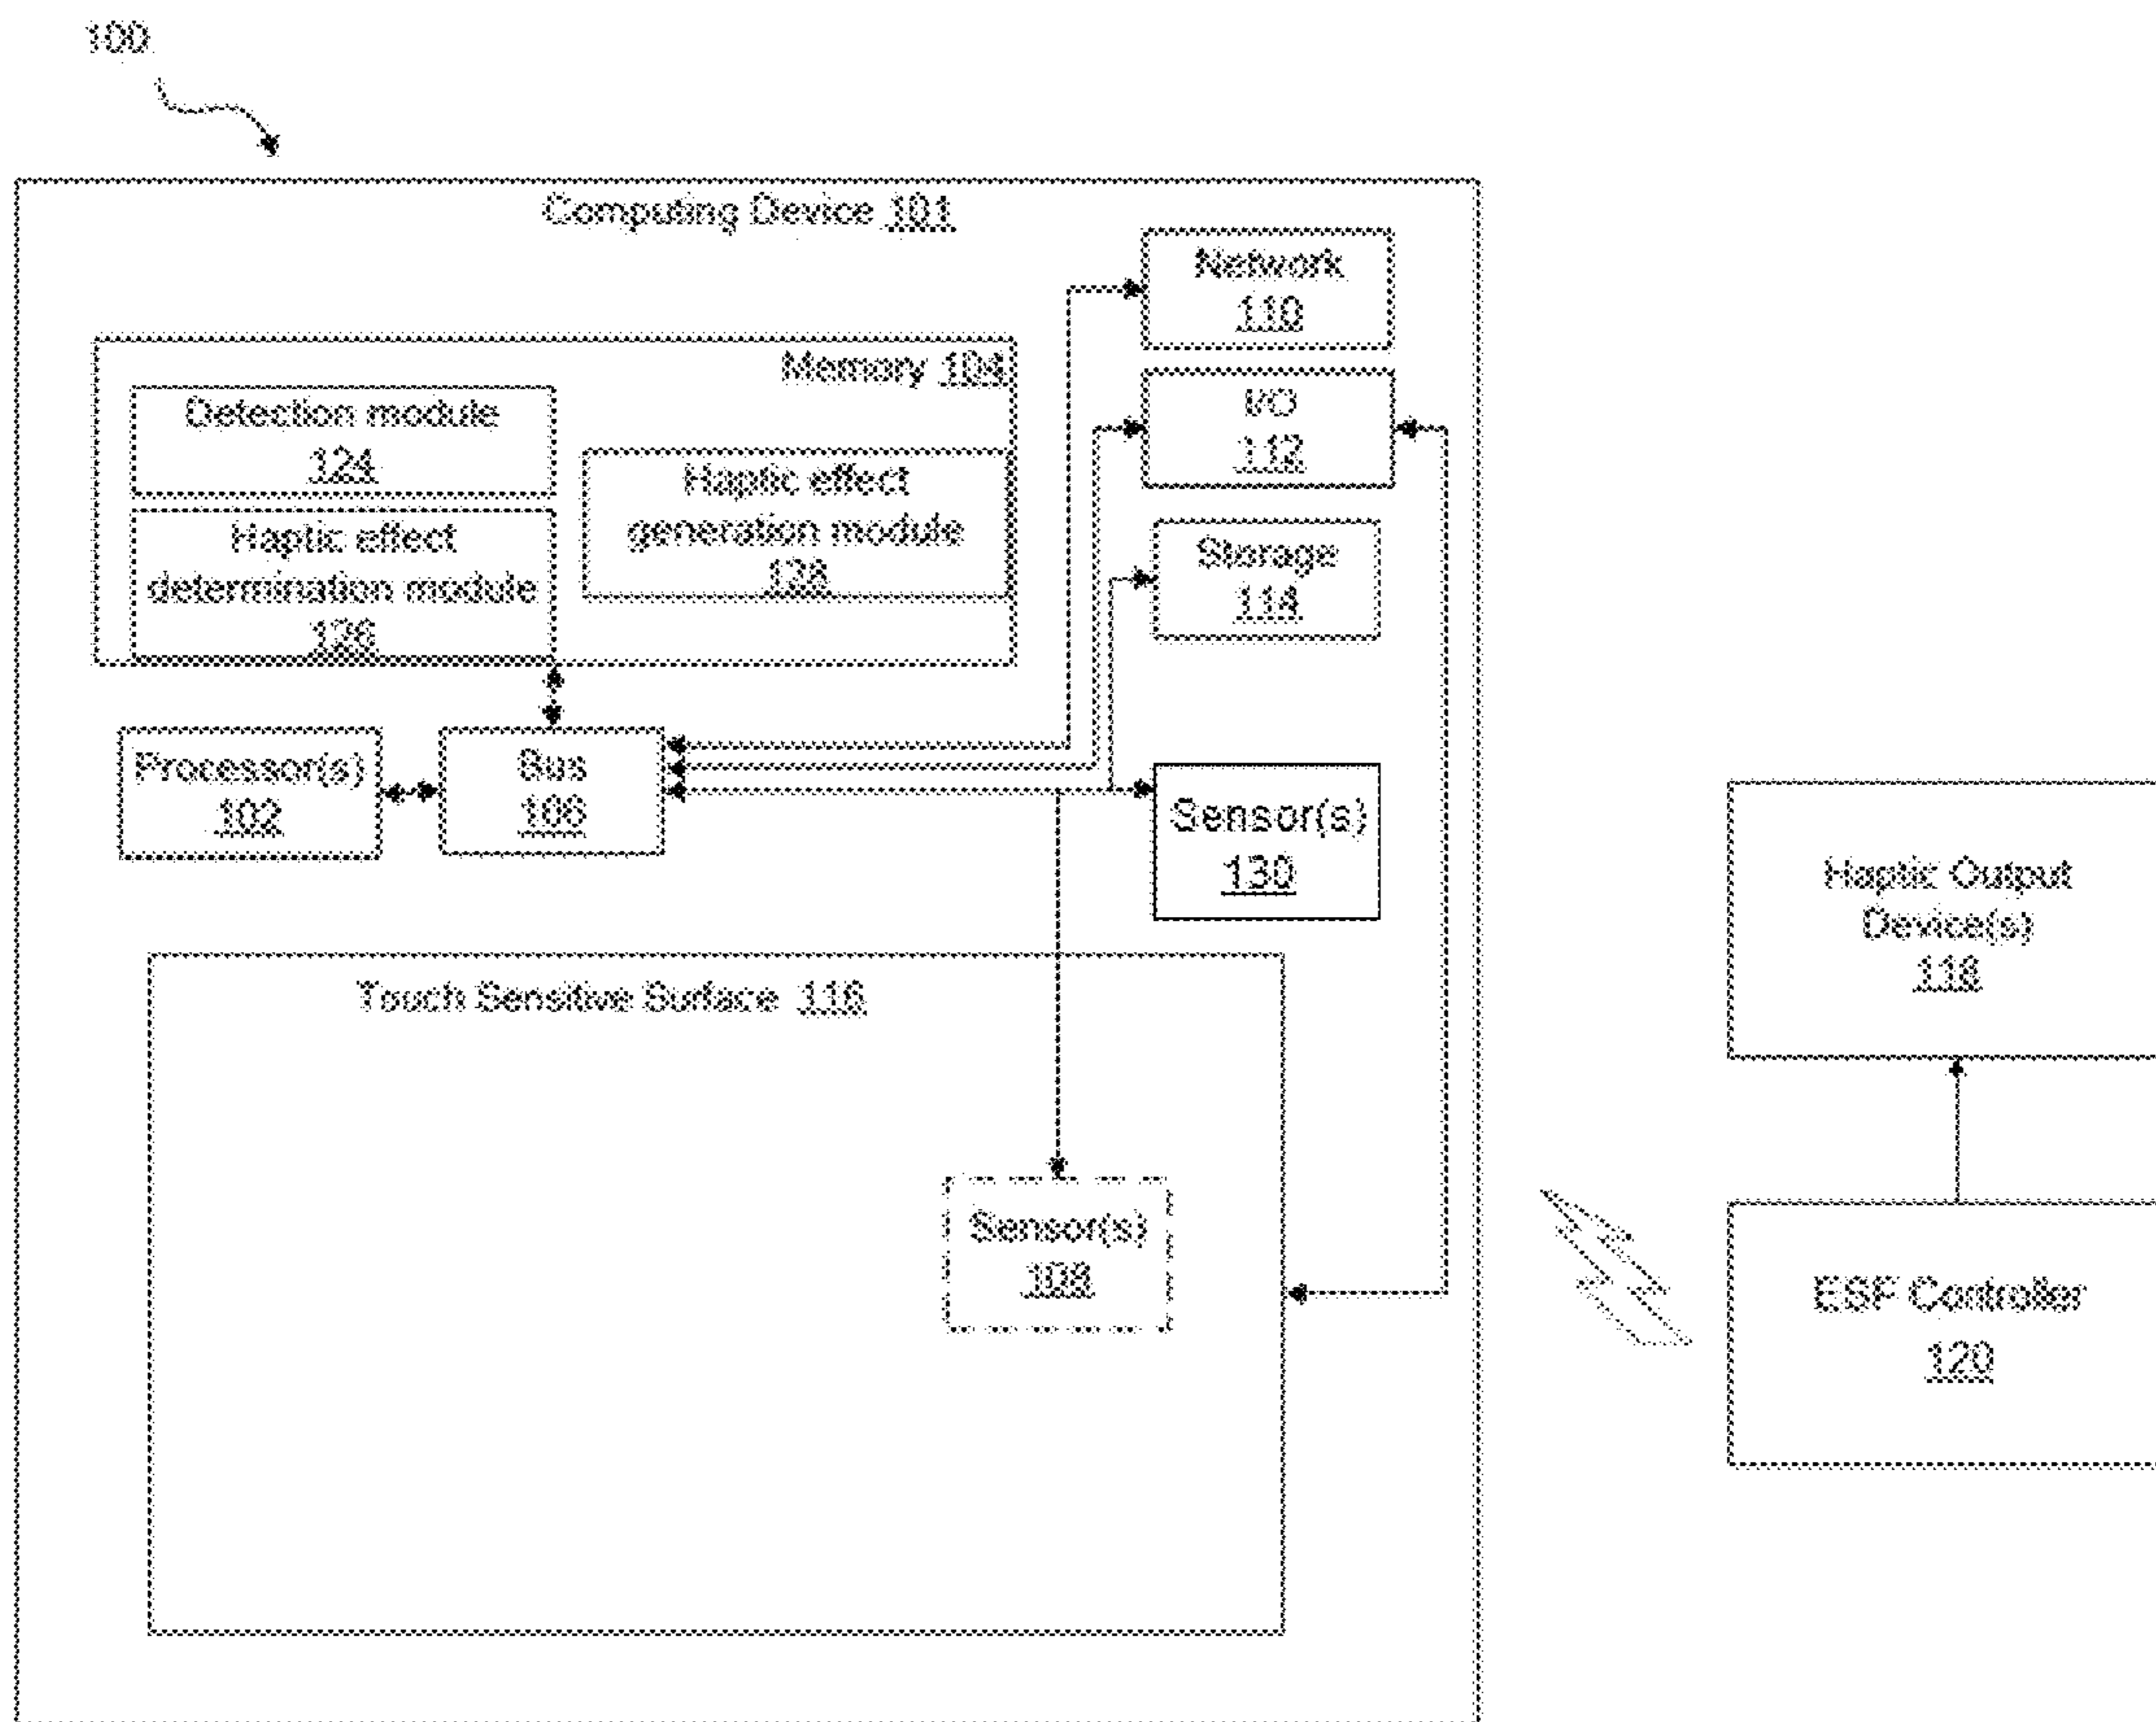 100
Computing Device 101
Network
110
Memory 104
Detection module
124
I/O
112
Haptic effect
generation module
128
Haptic effect
determination module
126
Storage
114
Processor(s)
102
Bus
106
Sensor(s)
130
Haptic Output
Device(s)
118
Touch Sensitive Surface 116
Sensor(s)
108
ESF Controller
120